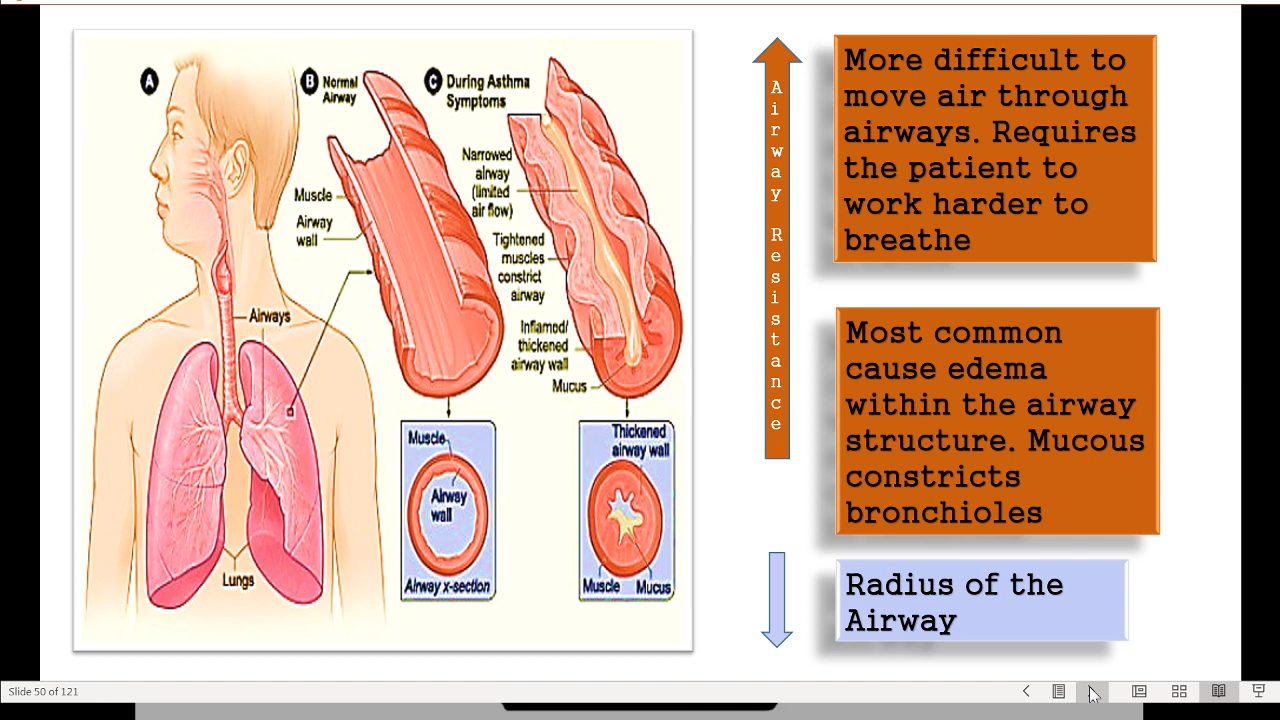 A
B Normal
Airway
C During Asthma
Symptoms
Muscle
Airway
wall
Narrowed
airway
(limited
air flow)
Tightened
muscles
constrict
airway
Inflamed/
thickened
airway wall
Mucus
Airways
Lungs
Muscle
Airway
wall
Airway x-section
Thickened
airway wall
Muscle Mucus
Airway Resistance
More difficult to
move air through
airways. Requires
the patient to
work harder to
breathe
Most common
cause edema
within the airway
structure. Mucous
constricts
bronchioles
Radius of the
Airway
Slide 50 of 121